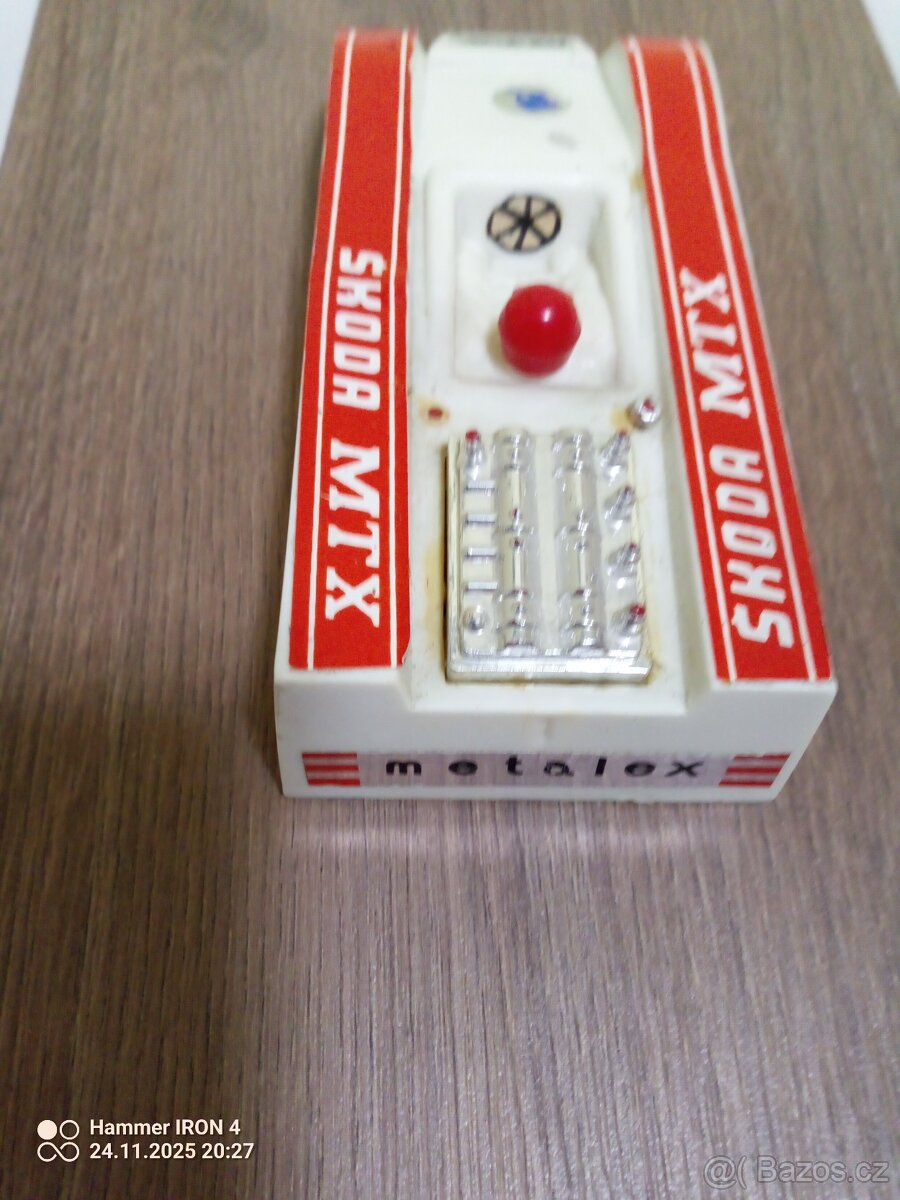 ŠKODA MTX
ŠKODA MTX
metalex
Hammer IRON 4
24.11.2025 20:27
@( Bazos.cz